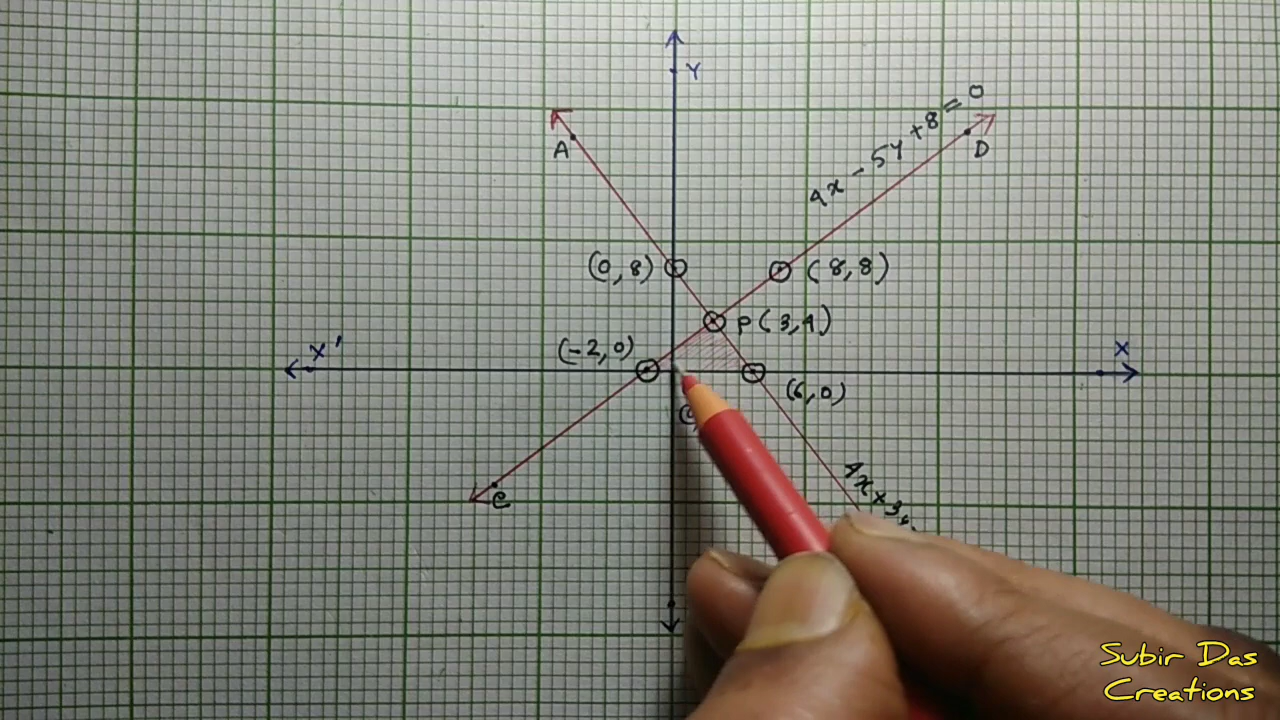 Y
4x - 5y + 8 = 0
A
D
(0, 8)
(8, 8)
P(3, 4)
X'
(-2, 0)
X
(6, 0)
C
Subir Das
Creations